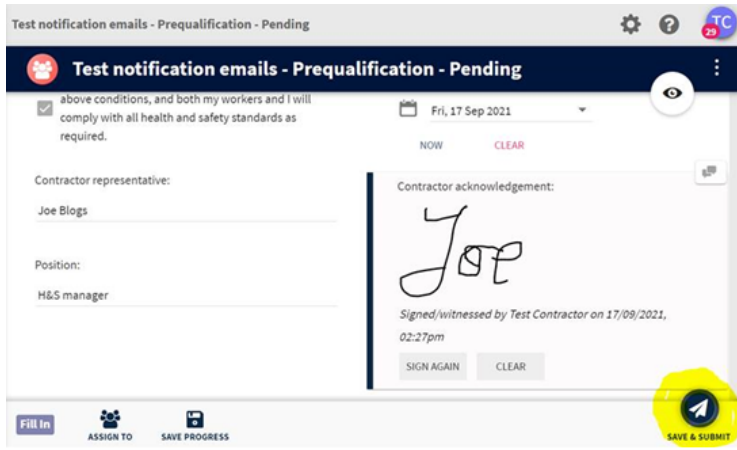 Test notification emails - Prequalification - Pending
TC
29
Test notification emails - Prequalification - Pending
above conditions, and both my workers and I will
comply with all health and safety standards as
required.
Fri, 17 Sep 2021
NOW CLEAR
Contractor representative:
Joe Blogs
Position:
H&S manager
Contractor acknowledgement:
Joe
Signed/witnessed by Test Contractor on 17/09/2021,
02:27pm
SIGN AGAIN CLEAR
Fill In
ASSIGN TO
SAVE PROGRESS
SAVE & SUBMIT